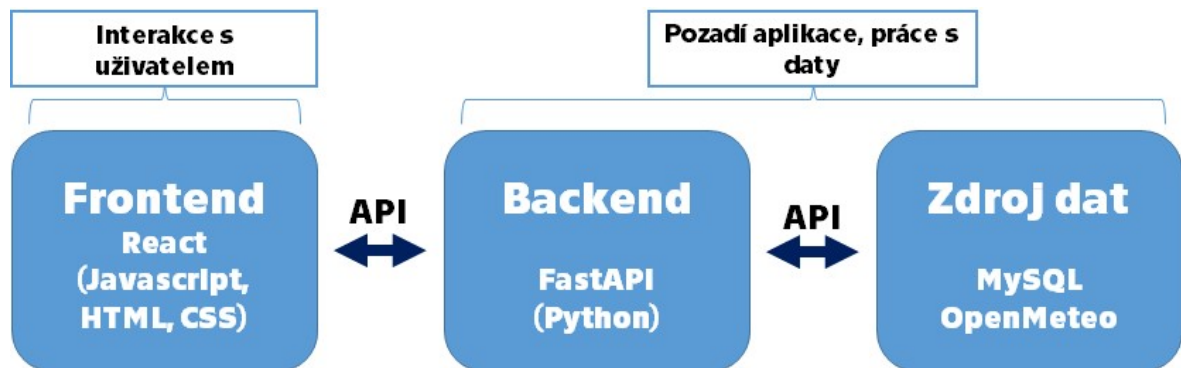 Interakce s
uživatelem
Pozadí aplikace, práce s
daty
Frontend
React
(Javascript,
HTML, CSS)
API
Backend
FastAPI
(Python)
API
Zdroj dat
MySQL
OpenMeteo